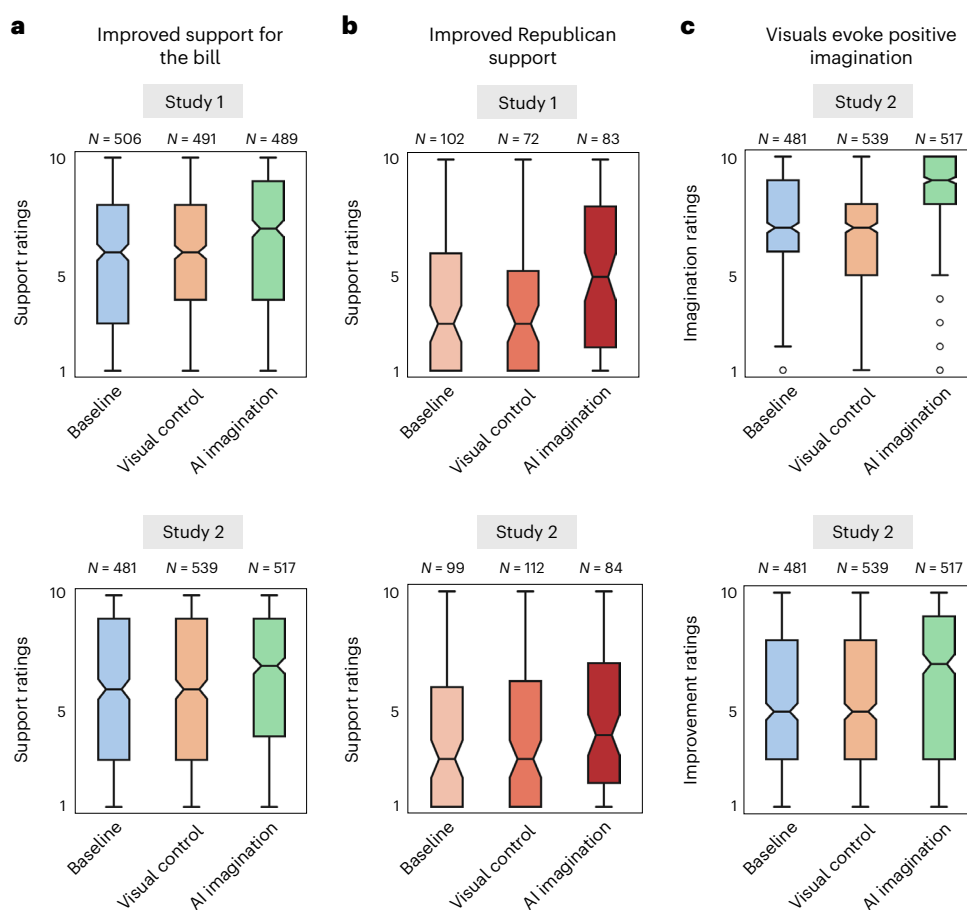 a
Improved support for
the bill
Study 1
N = 506 N = 491 N = 489
10
5
1
Support ratings
Baseline
Visual control
AI imagination
Study 2
N = 481 N = 539 N = 517
10
5
1
Support ratings
Baseline
Visual control
AI imagination
b
Improved Republican
support
Study 1
N = 102 N = 72 N = 83
10
5
1
Support ratings
Baseline
Visual control
AI imagination
Study 2
N = 99 N = 112 N = 84
10
5
1
Support ratings
Baseline
Visual control
AI imagination
c
Visuals evoke positive
imagination
Study 2
N = 481 N = 539 N = 517
10
5
1
Imagination ratings
Baseline
Visual control
AI imagination
Study 2
N = 481 N = 539 N = 517
10
5
1
Improvement ratings
Baseline
Visual control
AI imagination